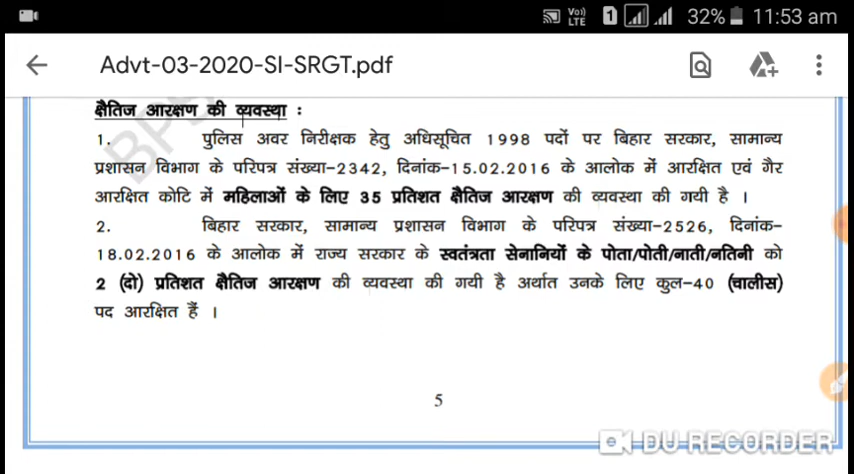 Vo))
LTE
1
32%
11:53 am
Advt-03-2020-SI-SRGT.pdf
क्षैतिज आरक्षण की व्यवस्था :
1. पुलिस अवर निरीक्षक हेतु अधिसूचित 1998 पदों पर बिहार सरकार, सामान्य
प्रशासन विभाग के परिपत्र संख्या-2342, दिनांक-15.02.2016 के आलोक में आरक्षित एवं गैर
आरक्षित कोटि में महिलाओं के लिए 35 प्रतिशत क्षैतिज आरक्षण की व्यवस्था की गयी है ।
2. बिहार सरकार, सामान्य प्रशासन विभाग के परिपत्र संख्या-2526, दिनांक-
18.02.2016 के आलोक में राज्य सरकार के स्वतंत्रता सेनानियों के पोता/पोती/नाती/नतिनी को
2 (दो) प्रतिशत क्षैतिज आरक्षण की व्यवस्था की गयी है अर्थात उनके लिए कुल-40 (चालीस)
पद आरक्षित हैं ।
5
DU RECORDER